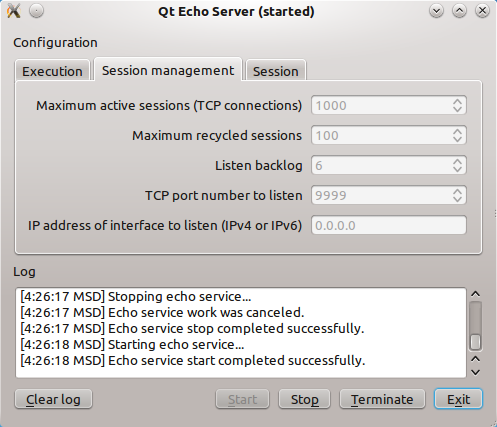 Qt Echo Server (started)
Configuration
Execution Session management Session
Maximum active sessions (TCP connections) 1000
Maximum recycled sessions 100
Listen backlog 6
TCP port number to listen 9999
IP address of interface to listen (IPv4 or IPv6) 0.0.0.0
Log
[4:26:17 MSD] Stopping echo service...
[4:26:17 MSD] Echo service work was canceled.
[4:26:17 MSD] Echo service stop completed successfully.
[4:26:18 MSD] Starting echo service...
[4:26:18 MSD] Echo service start completed successfully.
Clear log Start Stop Terminate Exit